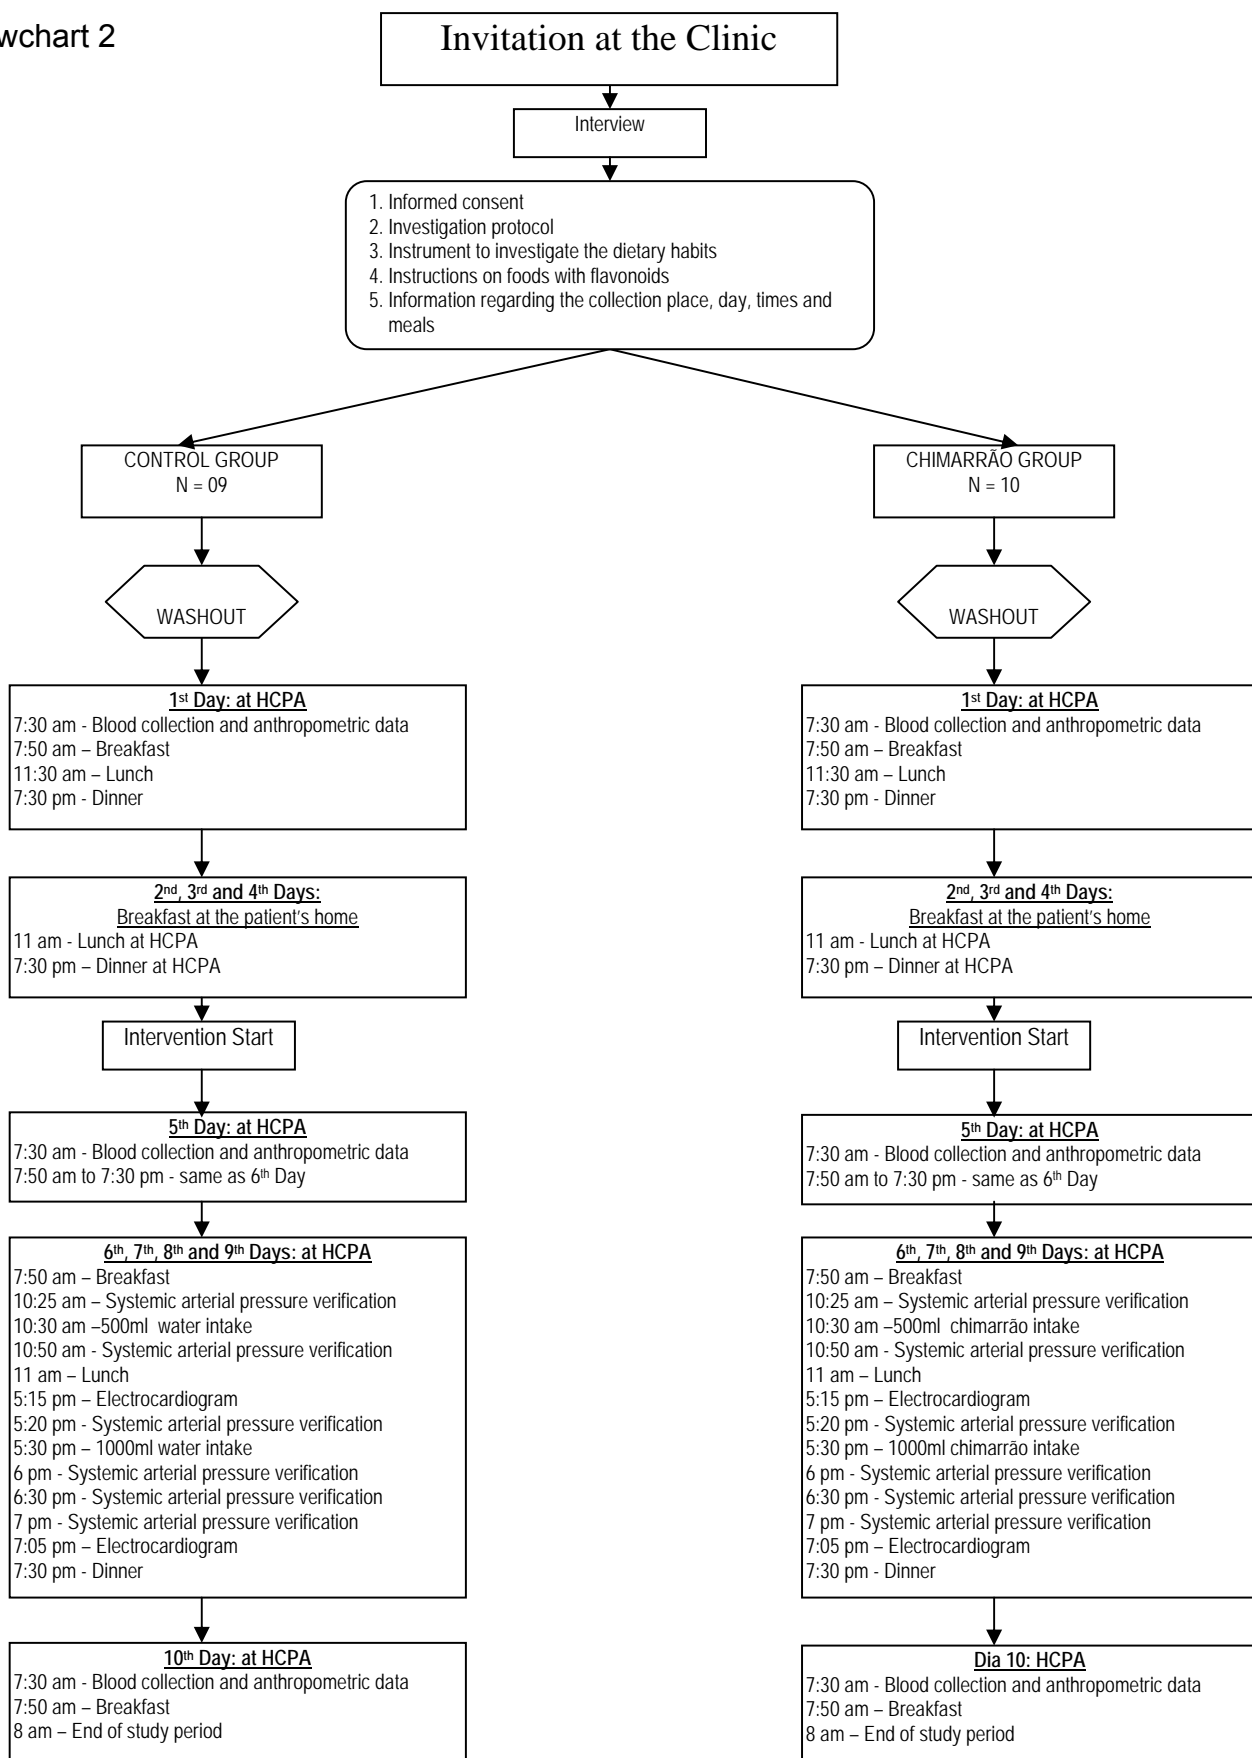 wchart 2
Invitation at the Clinic
Interview
1. Informed consent
2. Investigation protocol
3. Instrument to investigate the dietary habits
4. Instructions on foods with flavonoids
5. Information regarding the collection place, day, times and
meals
CONTROL GROUP
N = 09
WASHOUT
1st Day: at HCPA
7:30 am - Blood collection and anthropometric data
7:50 am – Breakfast
11:30 am – Lunch
7:30 pm - Dinner
2nd, 3rd and 4th Days:
Breakfast at the patient's home
11 am - Lunch at HCPA
7:30 pm – Dinner at HCPA
Intervention Start
5th Day: at HCPA
7:30 am - Blood collection and anthropometric data
7:50 am to 7:30 pm - same as 6th Day
6th, 7th, 8th and 9th Days: at HCPA
7:50 am – Breakfast
10:25 am – Systemic arterial pressure verification
10:30 am –500ml water intake
10:50 am - Systemic arterial pressure verification
11 am – Lunch
5:15 pm – Electrocardiogram
5:20 pm - Systemic arterial pressure verification
5:30 pm – 1000ml water intake
6 pm - Systemic arterial pressure verification
6:30 pm - Systemic arterial pressure verification
7 pm - Systemic arterial pressure verification
7:05 pm – Electrocardiogram
7:30 pm - Dinner
10th Day: at HCPA
7:30 am - Blood collection and anthropometric data
7:50 am – Breakfast
8 am – End of study period
CHIMARRÃO GROUP
N = 10
WASHOUT
1st Day: at HCPA
7:30 am - Blood collection and anthropometric data
7:50 am – Breakfast
11:30 am – Lunch
7:30 pm - Dinner
2nd, 3rd and 4th Days:
Breakfast at the patient's home
11 am - Lunch at HCPA
7:30 pm – Dinner at HCPA
Intervention Start
5th Day: at HCPA
7:30 am - Blood collection and anthropometric data
7:50 am to 7:30 pm - same as 6th Day
6th, 7th, 8th and 9th Days: at HCPA
7:50 am – Breakfast
10:25 am – Systemic arterial pressure verification
10:30 am –500ml chimarrão intake
10:50 am - Systemic arterial pressure verification
11 am – Lunch
5:15 pm – Electrocardiogram
5:20 pm - Systemic arterial pressure verification
5:30 pm – 1000ml chimarrão intake
6 pm - Systemic arterial pressure verification
6:30 pm - Systemic arterial pressure verification
7 pm - Systemic arterial pressure verification
7:05 pm – Electrocardiogram
7:30 pm - Dinner
Dia 10: HCPA
7:30 am - Blood collection and anthropometric data
7:50 am – Breakfast
8 am – End of study period